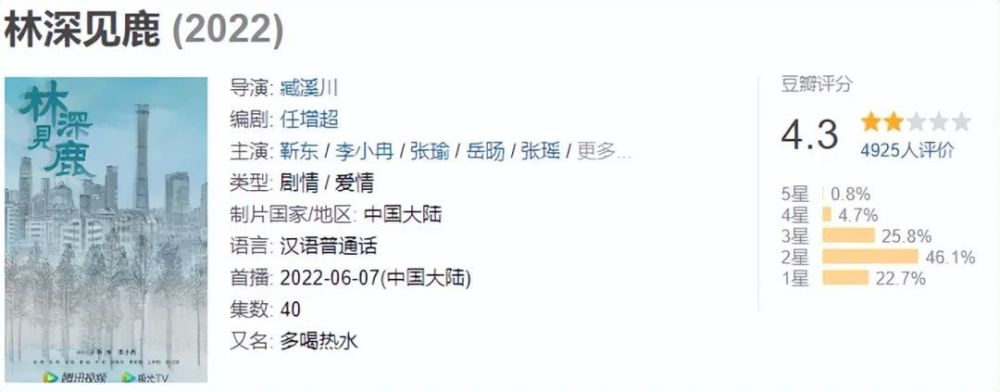 林深见鹿 (2022)
林深
見鹿
腾讯视频 极光TV
导演: 臧溪川
编剧: 任增超
主演: 靳东 / 李小冉 / 张瑜 / 岳旸 / 张瑶 / 更多...
类型: 剧情 / 爱情
制片国家/地区: 中国大陆
语言: 汉语普通话
首播: 2022-06-07(中国大陆)
集数: 40
又名: 多喝热水
豆瓣评分
4.3
4925人评价
5星 0.8%
4星 4.7%
3星 25.8%
2星 46.1%
1星 22.7%